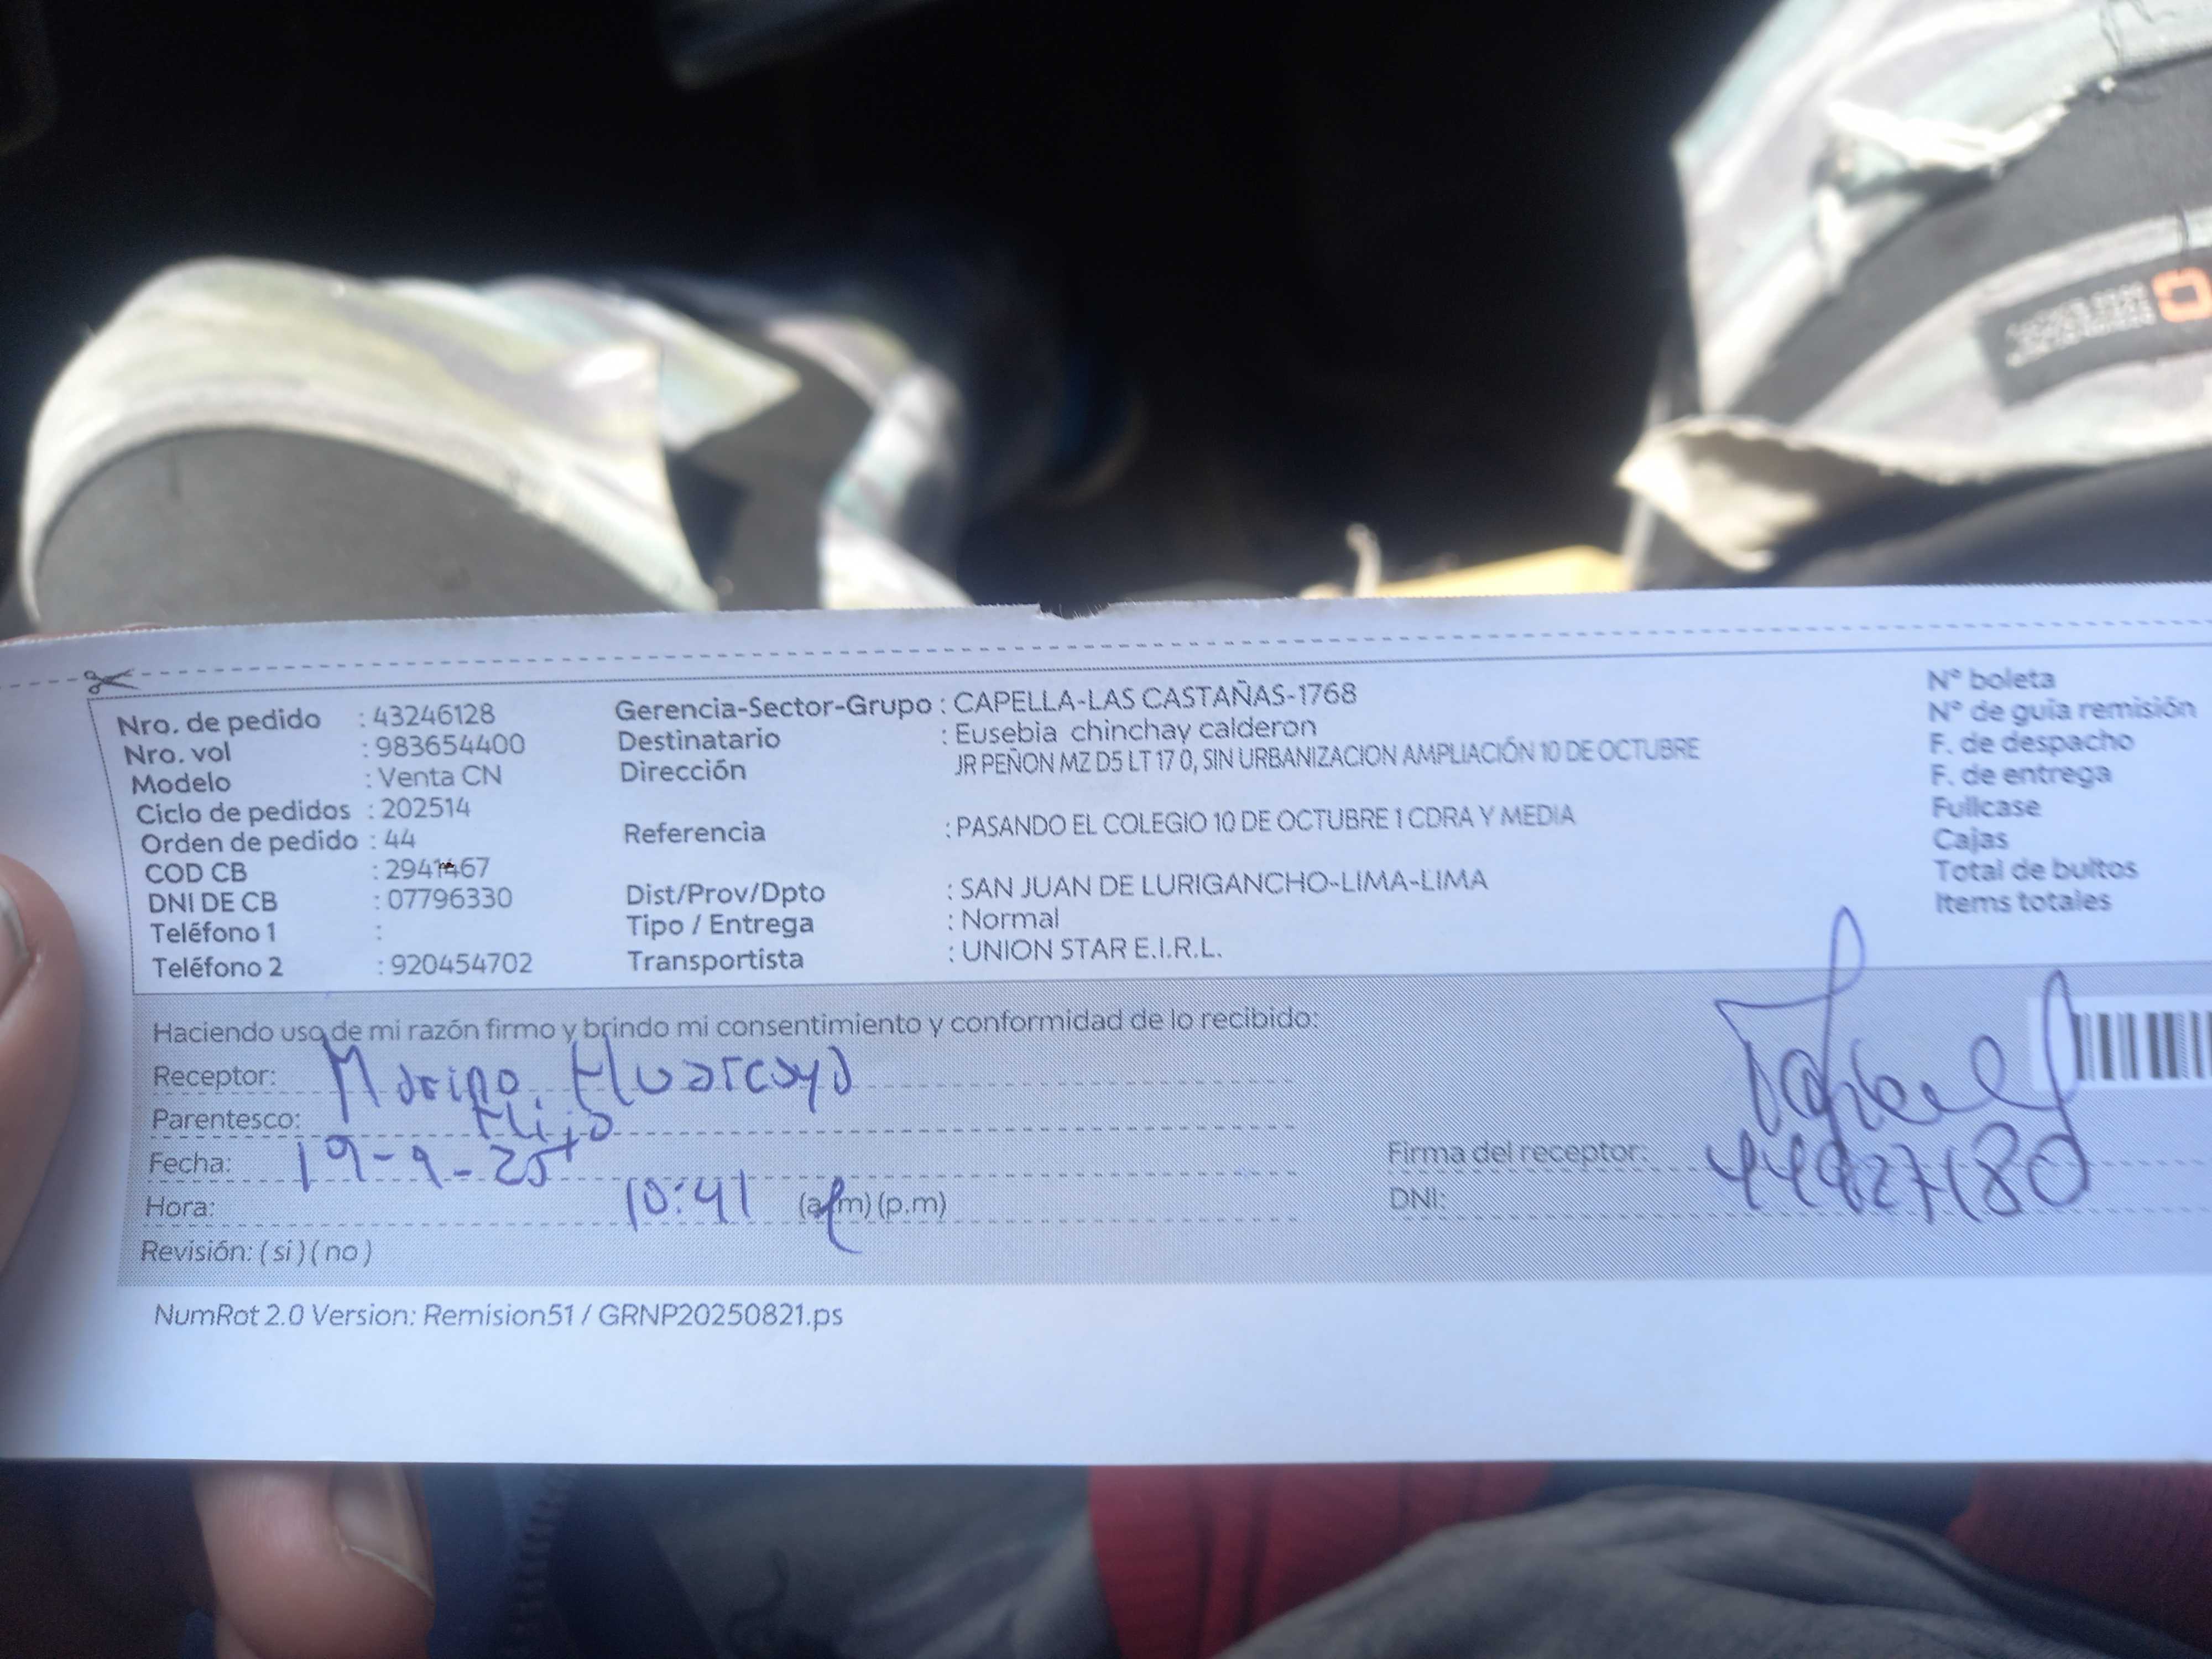 Nro. de pedido : 43246128
Nro. vol : 983654400
Modelo : Venta CN
Ciclo de pedidos : 202514
Orden de pedido : 44
COD CB
DNI DE CB : 07796330
Teléfono 1 :
Teléfono 2 : 920454702
Gerencia-Sector-Grupo : CAPELLA-LAS CASTAÑAS-1768
Destinatario : Eusebia chinchay calderon
Dirección JR PEÑON MZ D5 LT 17 0, SIN URBANIZACION AMPLIACIÓN 10 DE OCTUBRE
Referencia : PASANDO EL COLEGIO 10 DE OCTUBRE 1 CDRA Y MEDIA
Dist/Prov/Dpto : SAN JUAN DE LURIGANCHO-LIMA-LIMA
Tipo / Entrega : Normal
Transportista : UNION STAR E.I.R.L.
N° boleta
N° de guía remisión
F. de despacho
F. de entrega
Fullcase
Cajas
Total de bultos
Items totales
Haciendo uso de mi razón firmo y brindo mi consentimiento y conformidad de lo recibido:
Receptor: Marino Huarcaya
Parentesco: Hijo
Fecha: 19-9-25
Hora: 10:41 (a.m) (p.m)
Revisión: ( si ) ( no )
Firma del receptor:
DNI: 44927180
NumRot 2.0 Version: Remision51 / GRNP20250821.ps